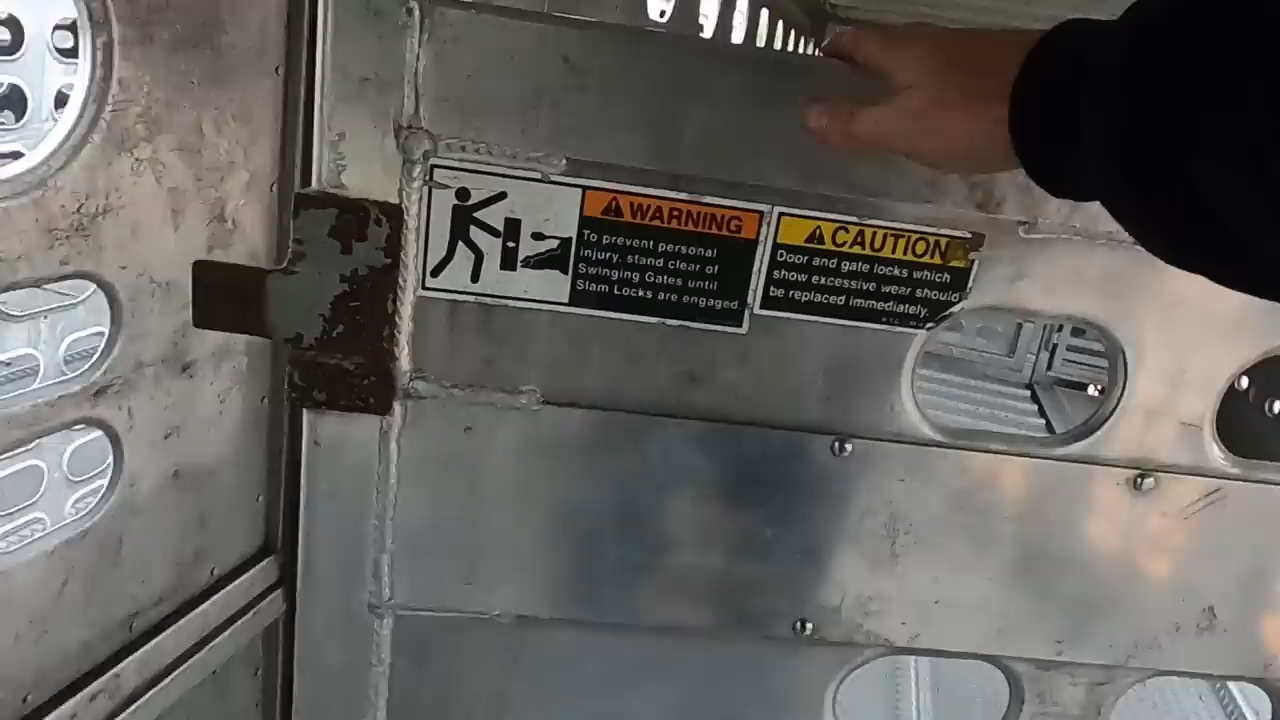 WARNING
To prevent personal
injury, stand clear of
Swinging Gates until
Slam Locks are engaged.
CAUTION
Door and gate locks which
show excessive wear should
be replaced immediately.